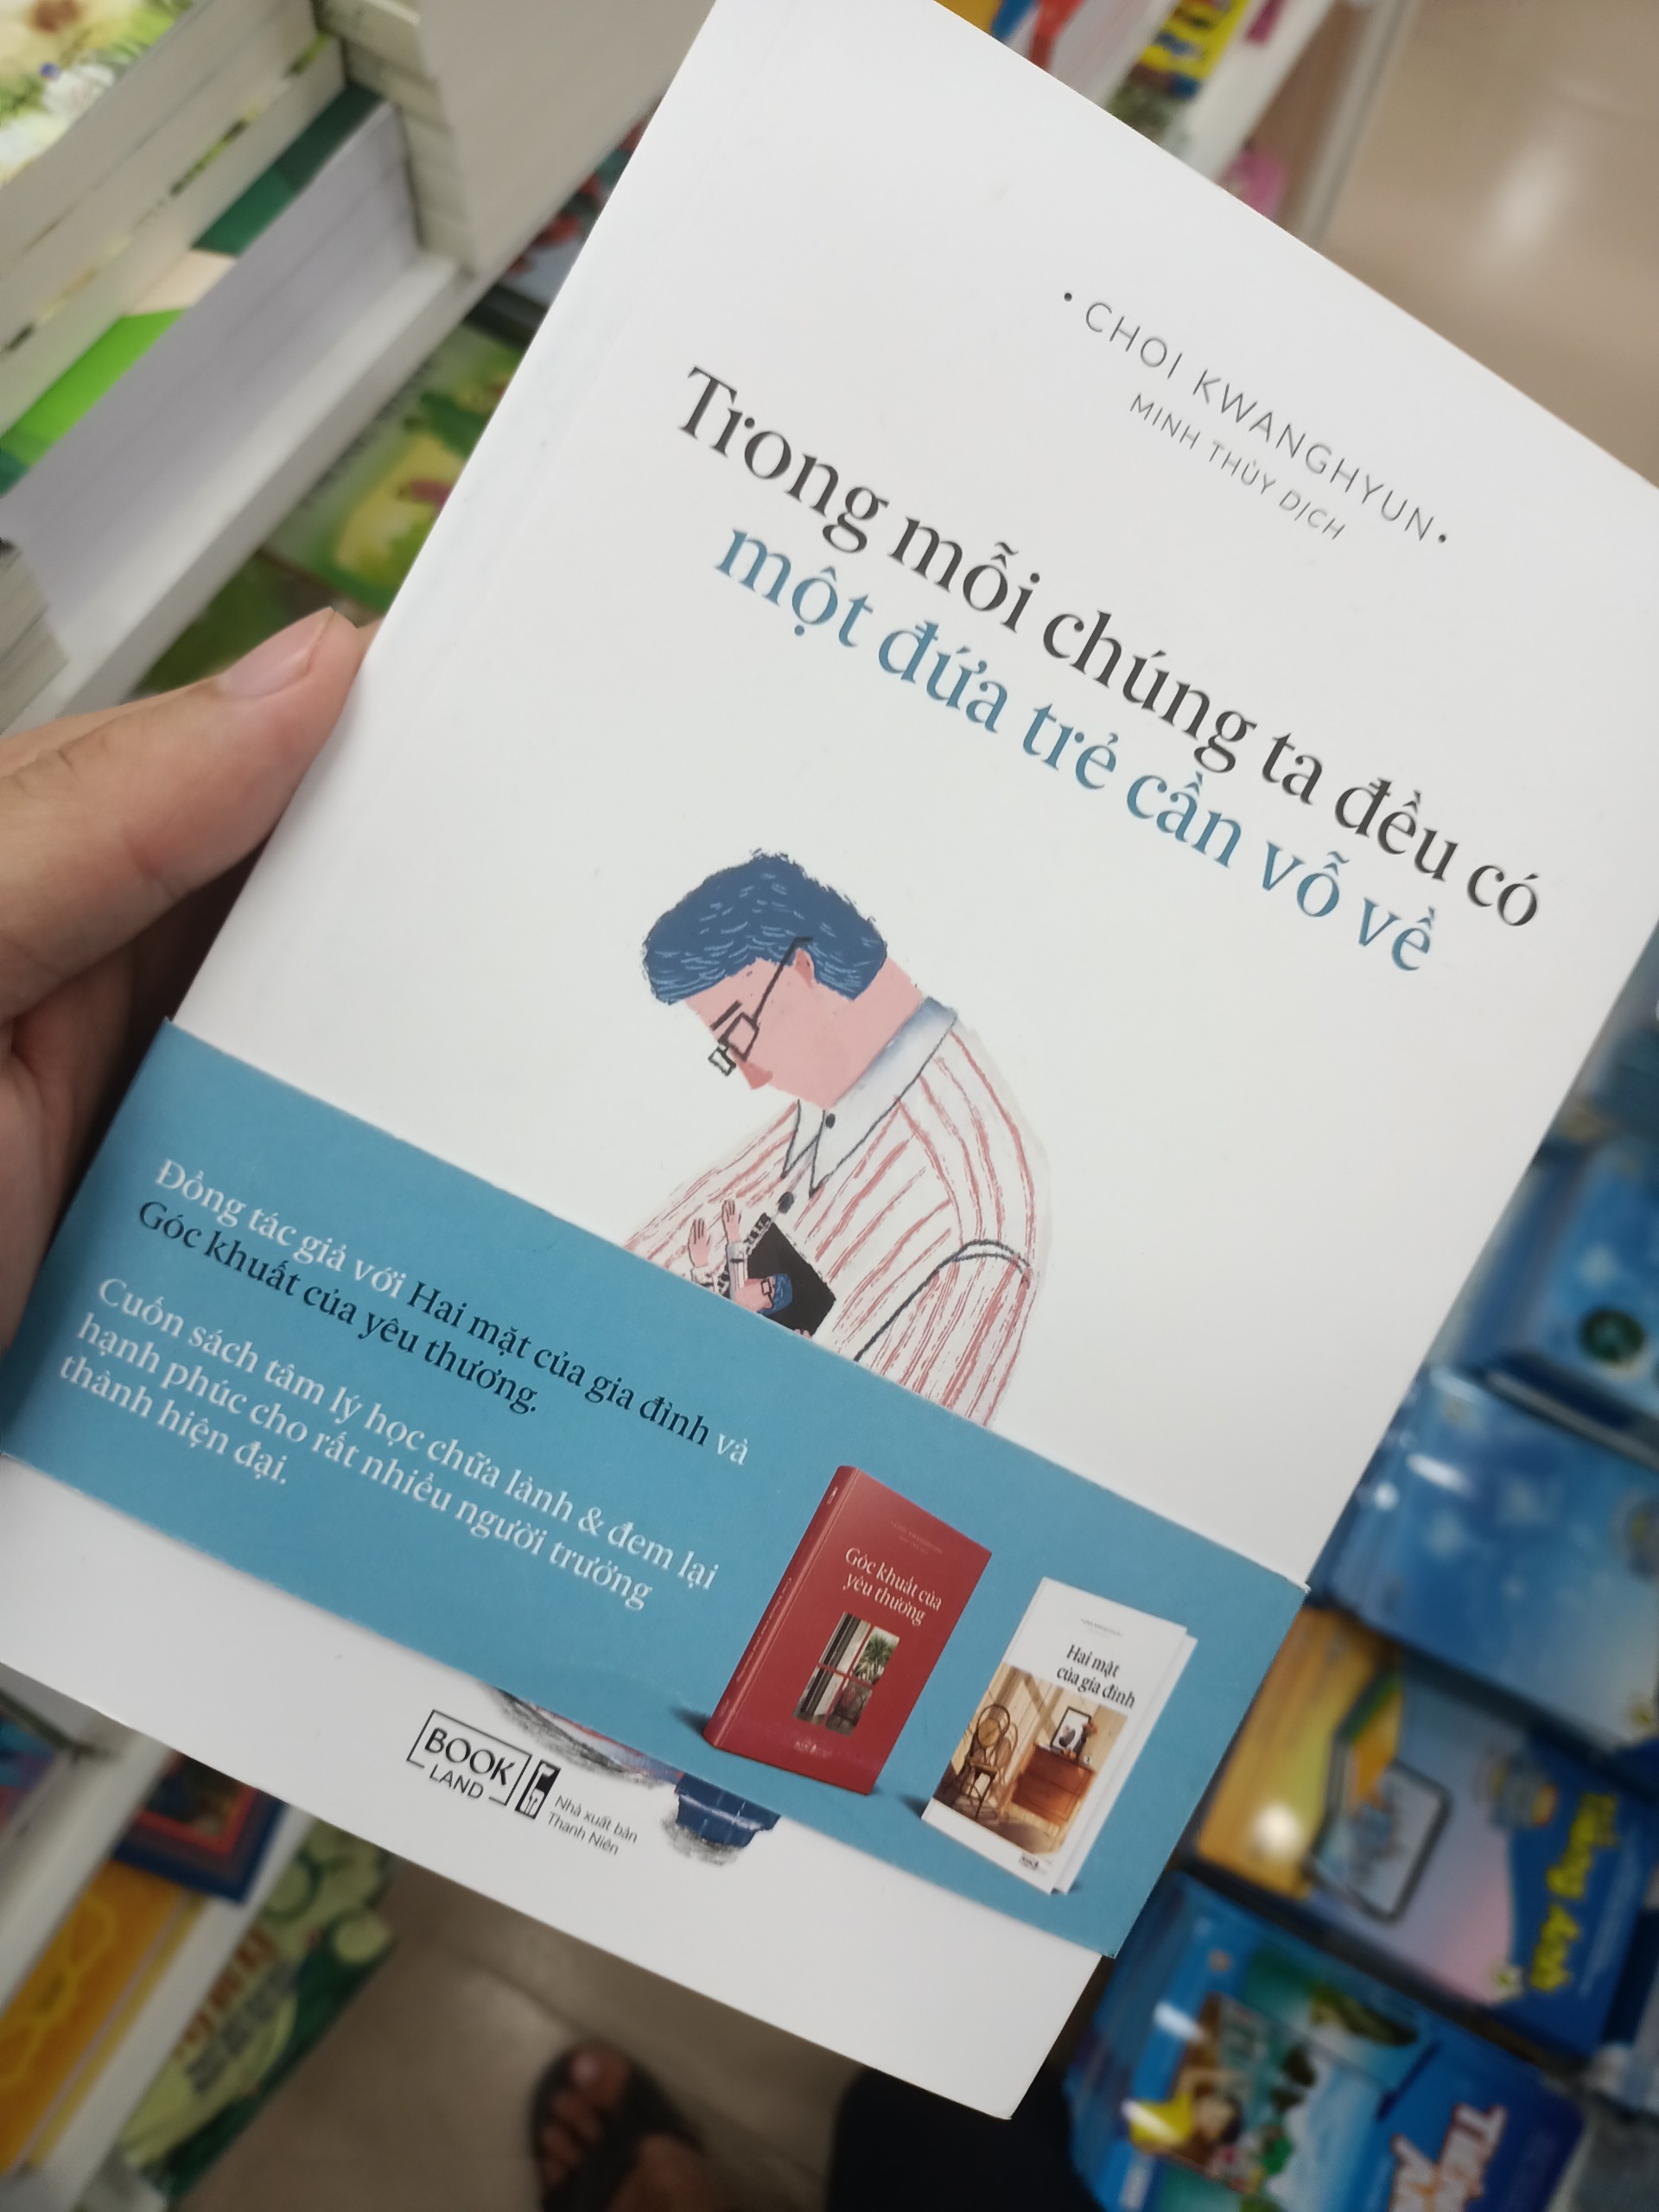 • CHOI KWANGHYUN •
MINH THÙY DỊCH
Trong mỗi chúng ta đều có
một đứa trẻ cần vỗ về
Đồng tác giả với Hai mặt của gia đình và
Góc khuất của yêu thương.
Cuốn sách tâm lý học chữa lành & đem lại
hạnh phúc cho rất nhiều người trưởng
thành hiện đại.
Góc khuất của
yêu thương
Hai mặt
của gia đình
BOOK
LAND
Nhà xuất bản
Thanh Niên
Tiếng Anh